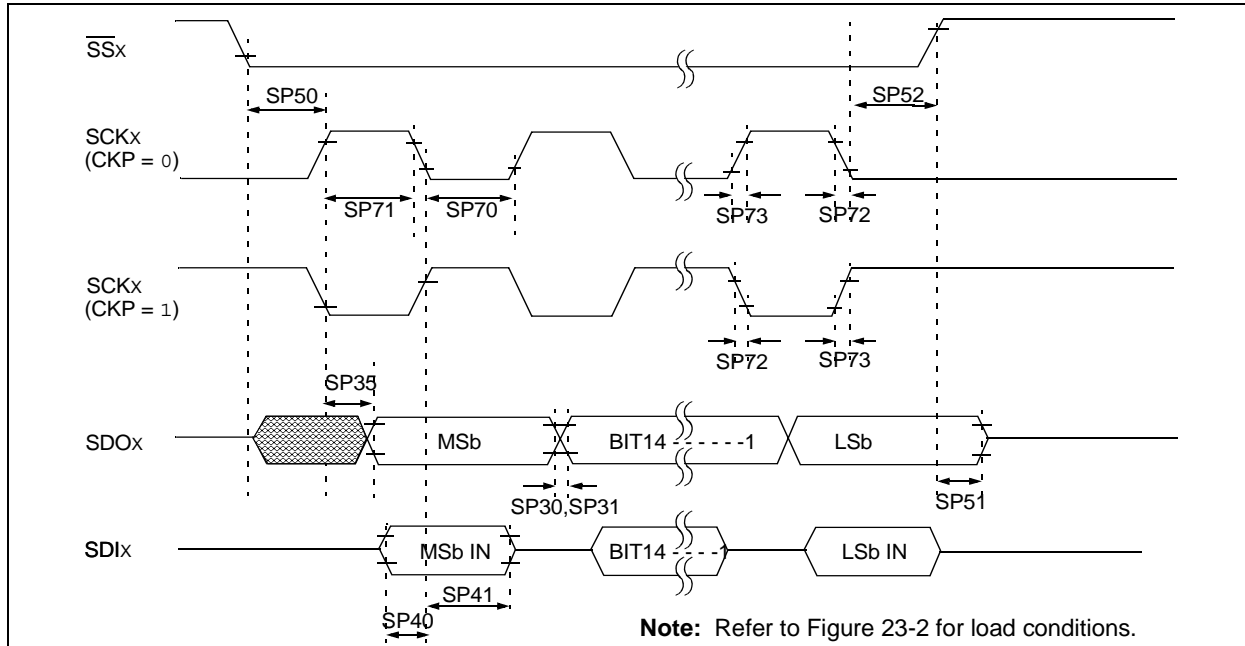 SSX
SP50
SP52
SCKX
(CKP = 0)
SP71
SP70
SP73
SP72
SCKX
(CKP = 1)
SP72
SP73
SP35
SDOX
MSb
BIT14 - - - - - -1
LSb
SP30,SP31
SP51
SDIX
MSb IN
BIT14 - - - -1
LSb IN
SP41
SP40
Note: Refer to Figure 23-2 for load conditions.